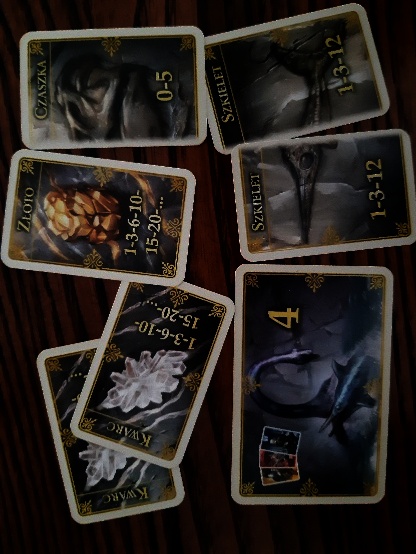 CZASZKA
0-5
SZKIELET
1-3-12
ZŁOTO
1-3-6-10-
15-20-...
SZKIELET
1-3-12
4
KWARC
1-3-6-10-
15-20-...
KWARC
...